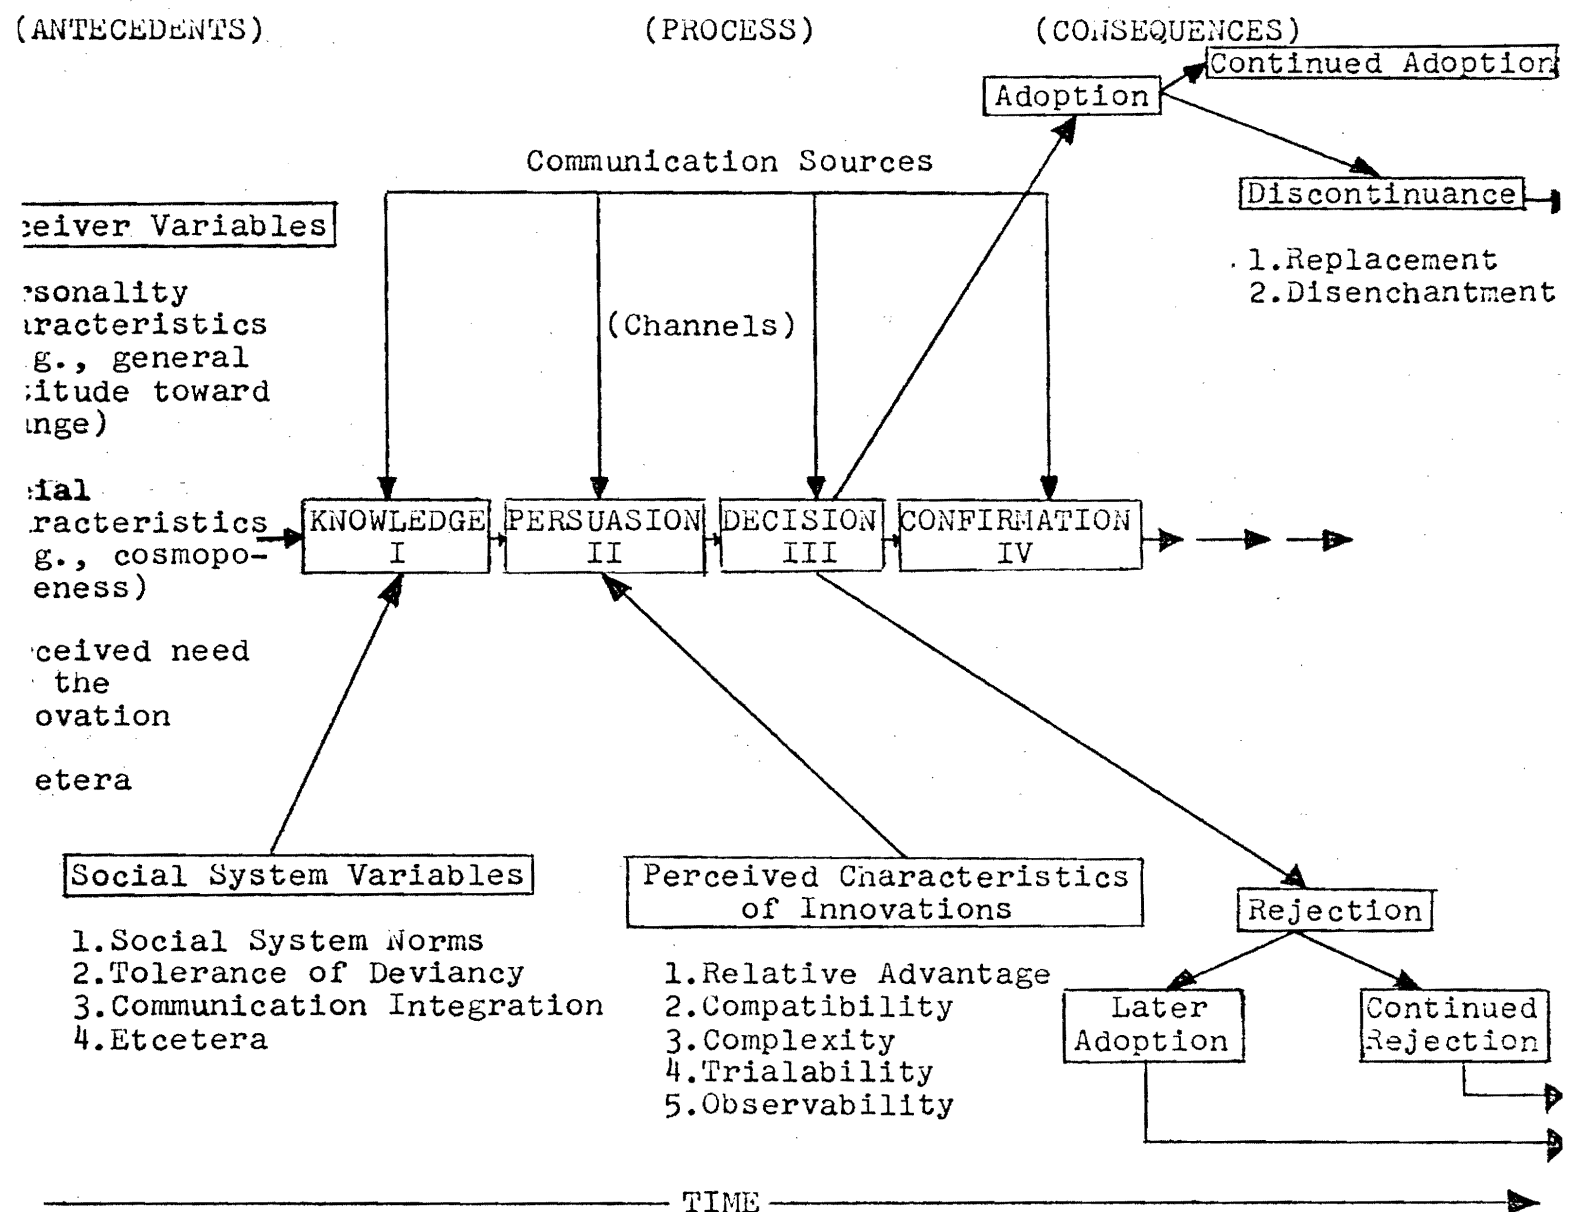 (ANTECEDENTS)
(PROCESS)
(CONSEQUENCES)
Continued Adoption
Adoption
Communication Sources
Discontinuance
1.Replacement
2.Disenchantment
ceiver Variables
rsonality
aracteristics
g., general
itude toward
ange)
(Channels)
ial
racteristics
g., cosmopo-
eness)
ceived need
the
ovation
etera
KNOWLEDGE
I
PERSUASION
II
DECISION
III
CONFIRMATION
IV
Social System Variables
1.Social System Norms
2.Tolerance of Deviancy
3.Communication Integration
4.Etcetera
Perceived Characteristics
of Innovations
1.Relative Advantage
2.Compatibility
3.Complexity
4.Trialability
5.Observability
Rejection
Later
Adoption
Continued
Rejection
TIME